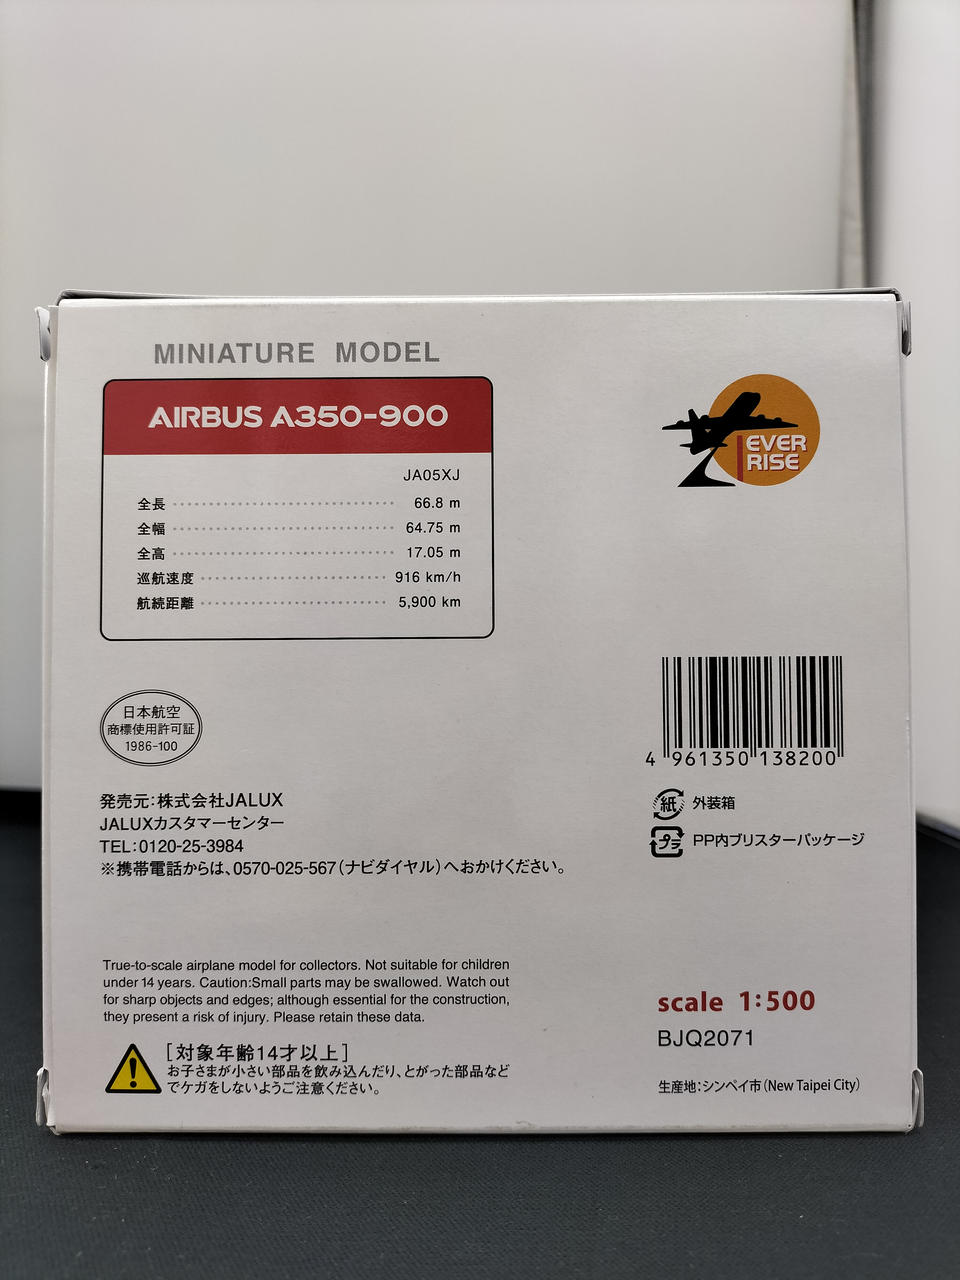 MINIATURE MODEL
AIRBUS A350-900
JA05XJ
全長 66.8 m
全幅 64.75 m
全高 17.05 m
巡航速度 916 km/h
航続距離 5,900 km
EVER
RISE
日本航空
商標使用許可証
1986-100
4 961350 138200
発売元:株式会社JALUX
JALUXカスタマーセンター
TEL:0120-25-3984
※携帯電話からは、0570-025-567(ナビダイヤル)へおかけください。
紙 外装箱
プラ PP内ブリスターパッケージ
True-to-scale airplane model for collectors. Not suitable for children
under 14 years. Caution:Small parts may be swallowed. Watch out
for sharp objects and edges; although essential for the construction,
they present a risk of injury. Please retain these data.
[対象年齢14才以上]
お子さまが小さい部品を飲み込んだり、とがった部品など
でケガをしないようご注意ください。
scale 1:500
BJQ2071
生産地:シンペイ市(New Taipei City)